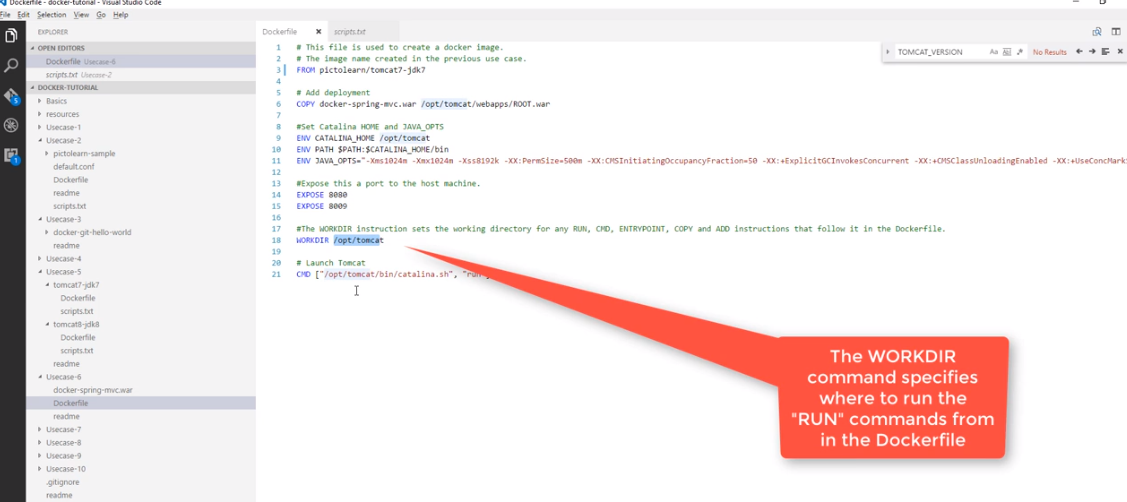 Dockerfile - docker-tutorial - Visual Studio Code
File Edit Selection View Go Help
EXPLORER
OPEN EDITORS
Dockerfile Usecase-6
scripts.txt Usecase-2
DOCKER-TUTORIAL
Basics
resources
Usecase-1
Usecase-2
pictolearn-sample
default.conf
Dockerfile
readme
scripts.txt
Usecase-3
docker-git-hello-world
readme
Usecase-4
Usecase-5
tomcat7-jdk7
Dockerfile
scripts.txt
tomcat8-jdk8
Dockerfile
scripts.txt
readme
Usecase-6
docker-spring-mvc.war
Dockerfile
readme
Usecase-7
Usecase-8
Usecase-9
Usecase-10
.gitignore
readme
5
1
Dockerfile scripts.txt
TOMCAT_VERSION Aa No Results
1 # This file is used to create a docker image.
2 # The image name created in the previous use case.
3 FROM pictolearn/tomcat7-jdk7
4
5 # Add deployment
6 COPY docker-spring-mvc.war /opt/tomcat/webapps/ROOT.war
7
8 #Set Catalina HOME and JAVA_OPTS
9 ENV CATALINA_HOME /opt/tomcat
10 ENV PATH $PATH:$CATALINA_HOME/bin
11 ENV JAVA_OPTS="-Xms1024m -Xmx1024m -Xss8192k -XX:PermSize=500m -XX:CMSInitiatingOccupancyFraction=50 -XX:+ExplicitGCInvokesConcurrent -XX:+CMSClassUnloadingEnabled -XX:+UseConcMark
12
13 #Expose this a port to the host machine.
14 EXPOSE 8080
15 EXPOSE 8009
16
17 #The WORKDIR instruction sets the working directory for any RUN, CMD, ENTRYPOINT, COPY and ADD instructions that follow it in the Dockerfile.
18 WORKDIR /opt/tomcat
19
20 # Launch Tomcat
21 CMD ["/opt/tomcat/bin/catalina.sh", "run"
The WORKDIR
command specifies
where to run the
"RUN" commands from
in the Dockerfile